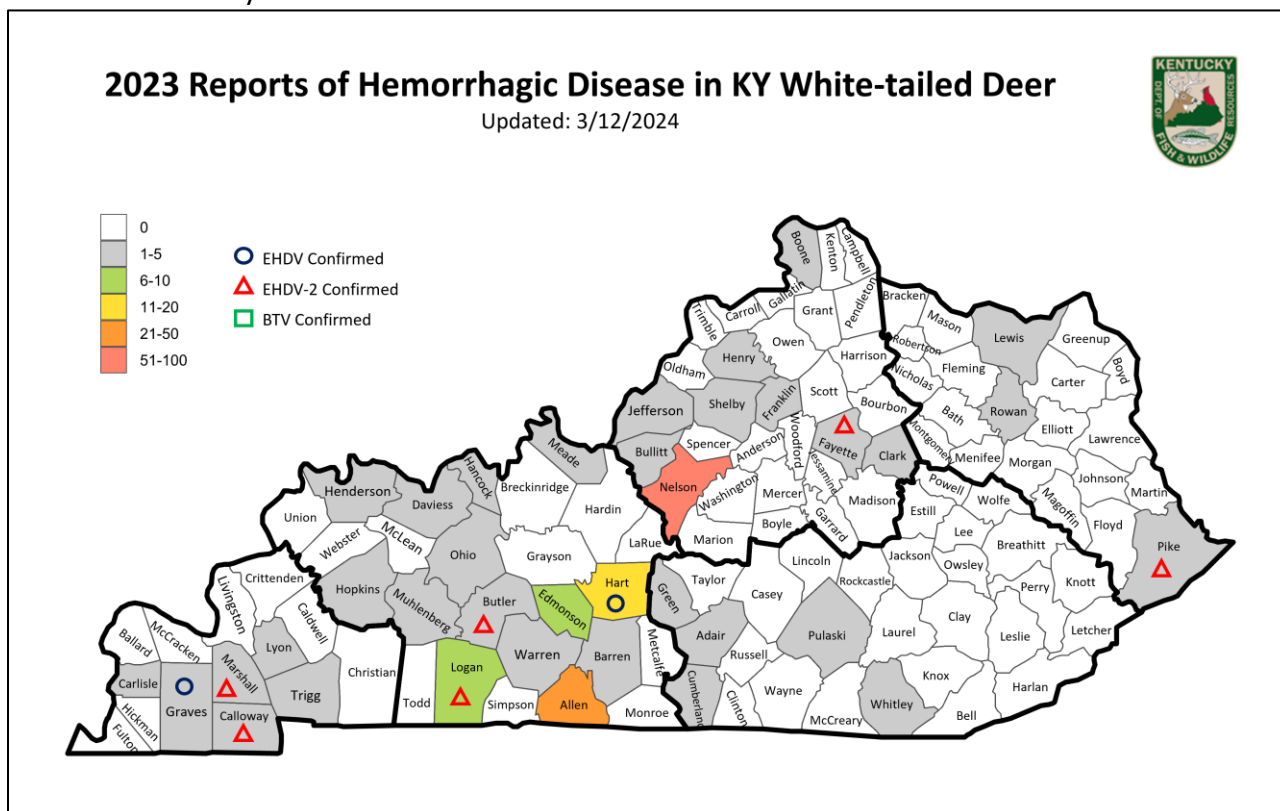 2023 Reports of Hemorrhagic Disease in KY White-tailed Deer
Updated: 3/12/2024
KENTUCKY
DEPT. OF
FISH & WILDLIFE
RESOURCES
0
1-5
6-10
11-20
21-50
51-100
EHDV Confirmed
EHDV-2 Confirmed
BTV Confirmed
Boone
Kenton
Campbell
Gallatin
Carroll
Trimble
Grant
Pendleton
Bracken
Mason
Robertson
Lewis
Greenup
Boyd
Henry
Owen
Harrison
Nicholas
Fleming
Carter
Oldham
Jefferson
Shelby
Franklin
Scott
Bourbon
Bath
Rowan
Elliott
Lawrence
Montgomery
Menifee
Morgan
Johnson
Martin
Magoffin
Floyd
Pike
Bullitt
Spencer
Anderson
Woodford
Fayette
Clark
Jessamine
Nelson
Washington
Mercer
Madison
Boyle
Garrard
Marion
Powell
Estill
Wolfe
Lee
Breathitt
Jackson
Owsley
Perry
Knott
Letcher
Leslie
Clay
Harlan
Lincoln
Rockcastle
Laurel
Knox
Bell
Whitley
Pulaski
Casey
Taylor
Green
Adair
Russell
Cumberland
Clinton
Wayne
McCreary
Meade
Hancock
Breckinridge
Hardin
LaRue
Henderson
Daviess
Union
Webster
McLean
Ohio
Grayson
Hart
Hopkins
Muhlenberg
Butler
Edmonson
Warren
Barren
Metcalfe
Logan
Todd
Simpson
Allen
Monroe
Crittenden
Livingston
Caldwell
Lyon
Trigg
Christian
Ballard
McCracken
Marshall
Carlisle
Graves
Calloway
Hickman
Fulton